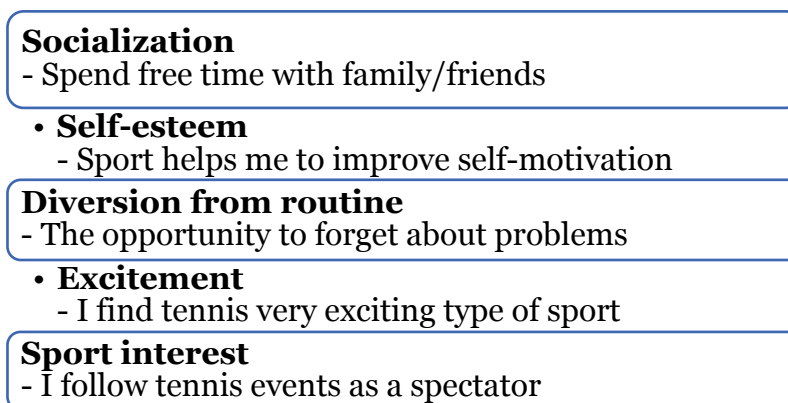 Socialization
- Spend free time with family/friends
• Self-esteem
- Sport helps me to improve self-motivation
Diversion from routine
- The opportunity to forget about problems
• Excitement
- I find tennis very exciting type of sport
Sport interest
- I follow tennis events as a spectator